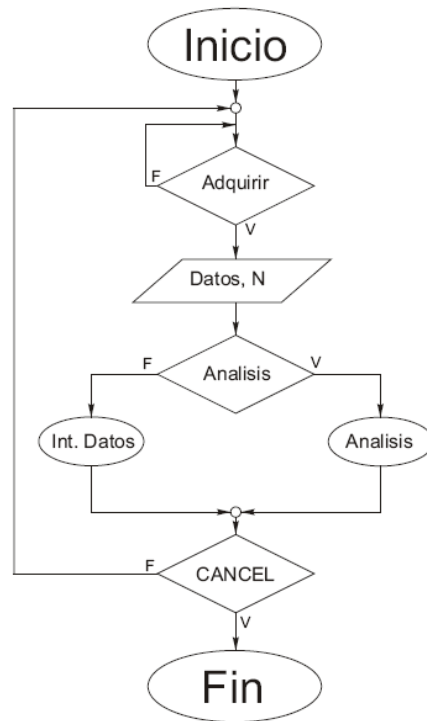 Inicio
Adquirir
F
V
Datos, N
F
Analisis
V
Int. Datos
Analisis
F
CANCEL
V
Fin